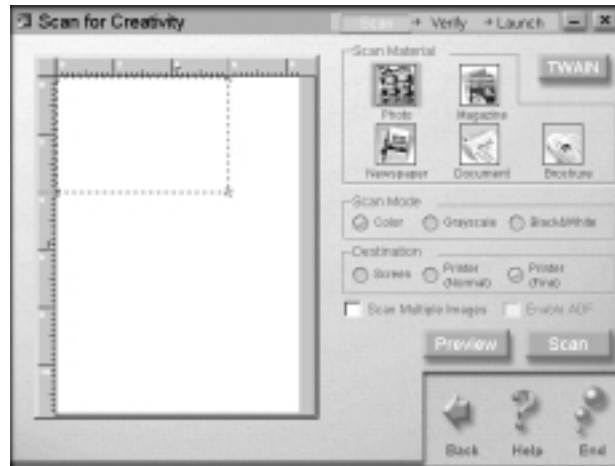 Scan for Creativity
Scan → Verify → Launch
Scan Material
TWAIN
Photo
Magazine
Newspaper
Document
Brochure
Scan Mode
Color
Grayscale
Black&White
Destination
Screen
Printer (Normal)
Printer (Fine)
Scan Multiple Images
Enable ADF
Preview
Scan
Back
Help
End